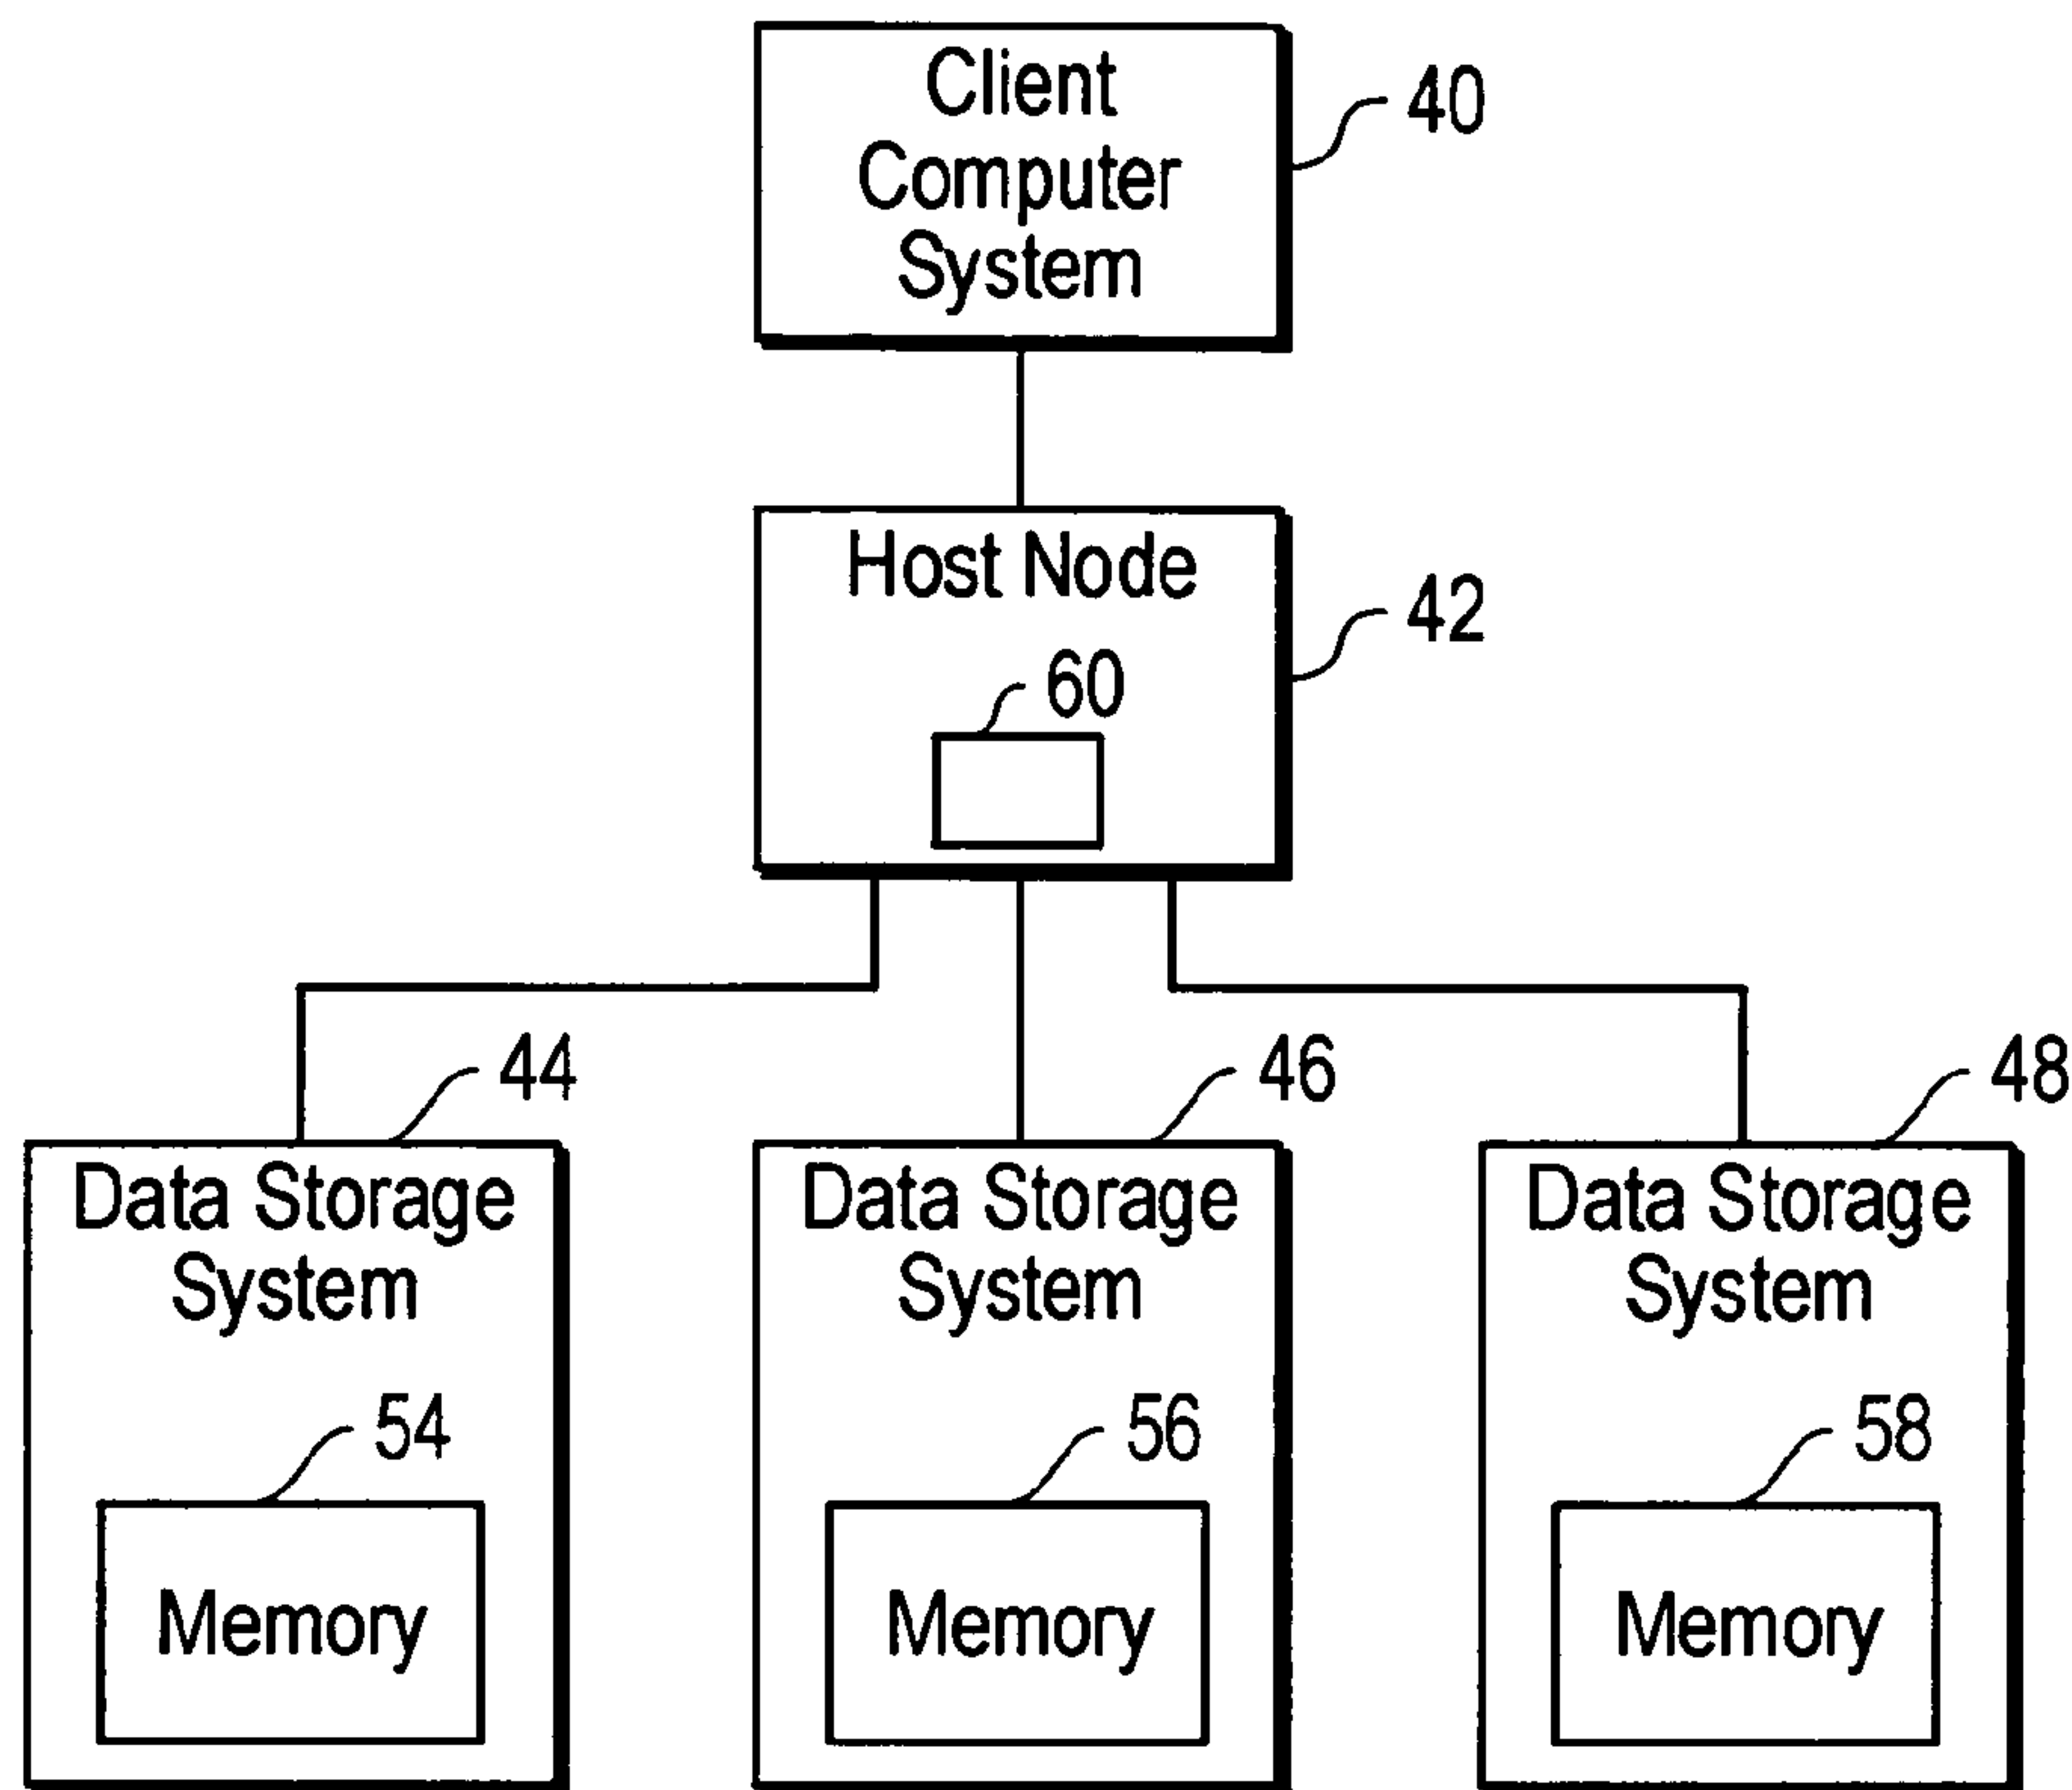 Client
Computer
System
40
Host Node
42
60
44
46
48
Data Storage
System
Data Storage
System
Data Storage
System
54
56
58
Memory
Memory
Memory